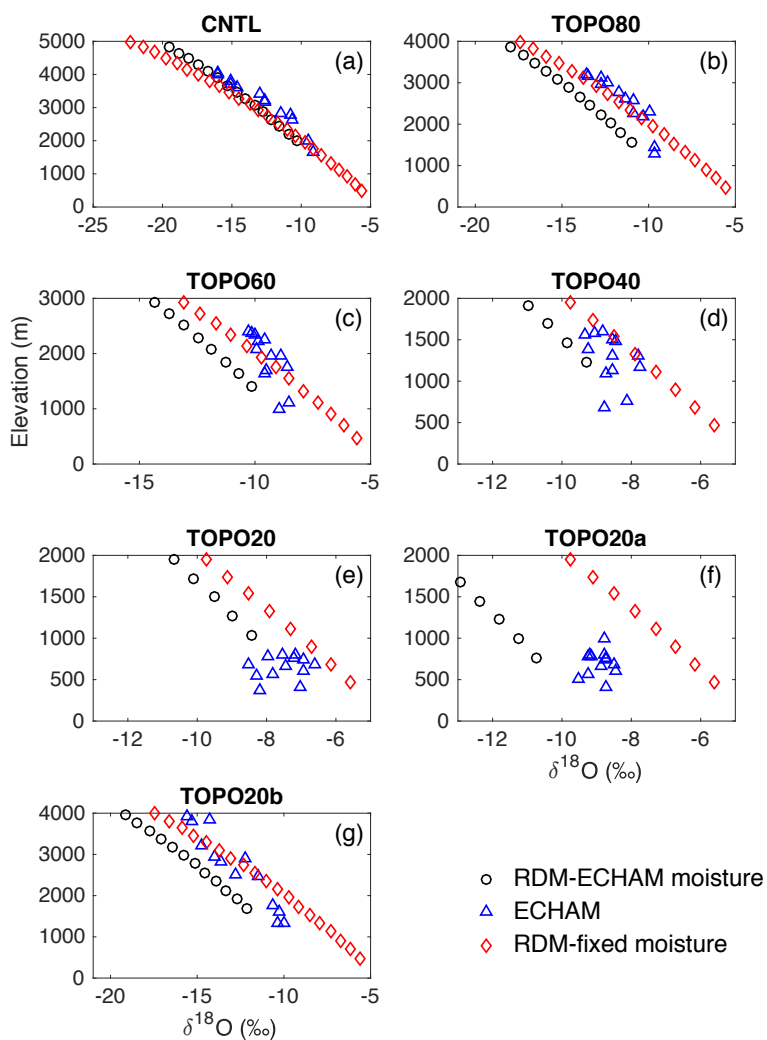 CNTL
(a)
5000
4000
3000
2000
1000
0
-25 -20 -15 -10 -5
TOPO80
(b)
4000
3000
2000
1000
0
-20 -15 -10 -5
TOPO60
(c)
3000
2000
1000
0
-15 -10 -5
Elevation (m)
TOPO40
(d)
2000
1500
1000
500
0
-12 -10 -8 -6
TOPO20
(e)
2000
1500
1000
500
0
-12 -10 -8 -6
TOPO20a
(f)
2000
1500
1000
500
0
-12 -10 -8 -6
δ18O (‰)
TOPO20b
(g)
4000
3000
2000
1000
0
-20 -15 -10 -5
δ18O (‰)
RDM-ECHAM moisture
ECHAM
RDM-fixed moisture